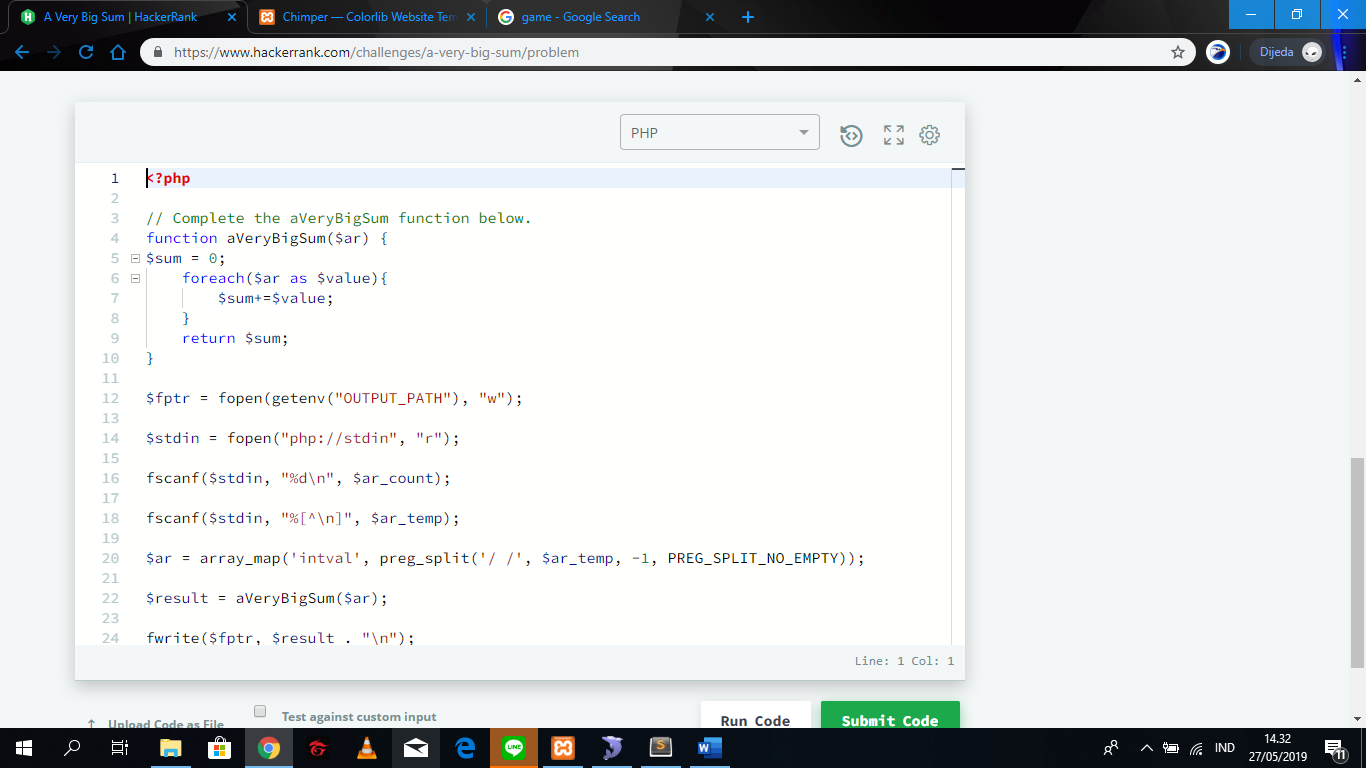 A Very Big Sum | HackerRank
Chimper — Colorlib Website Tem
game - Google Search
https://www.hackerrank.com/challenges/a-very-big-sum/problem
Dijeda
PHP
1 <?php
2
3 // Complete the aVeryBigSum function below.
4 function aVeryBigSum($ar) {
5 $sum = 0;
6 foreach($ar as $value){
7 $sum+=$value;
8 }
9 return $sum;
10 }
11
12 $fptr = fopen(getenv("OUTPUT_PATH"), "w");
13
14 $stdin = fopen("php://stdin", "r");
15
16 fscanf($stdin, "%d\n", $ar_count);
17
18 fscanf($stdin, "%[^\n]", $ar_temp);
19
20 $ar = array_map('intval', preg_split('/ /', $ar_temp, -1, PREG_SPLIT_NO_EMPTY));
21
22 $result = aVeryBigSum($ar);
23
24 fwrite($fptr, $result . "\n");
Line: 1 Col: 1
Upload Code as File
Test against custom input
Run Code
Submit Code
IND
14.32
27/05/2019
11